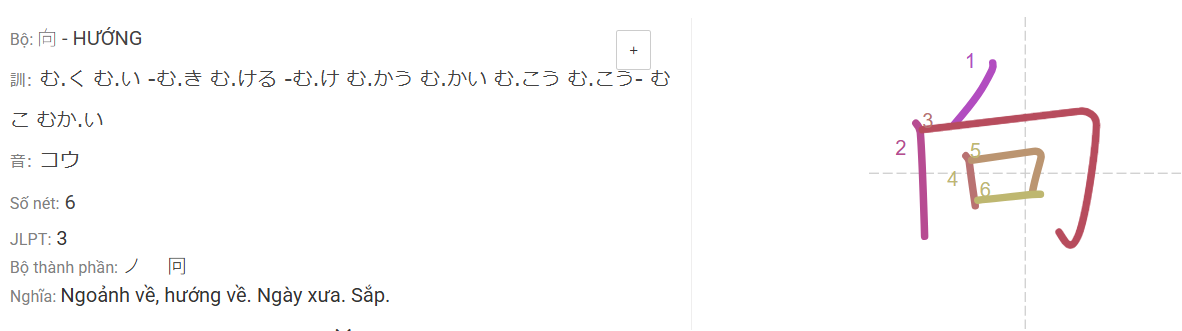 Bộ: 向 - HƯỚNG
+
訓: む.く む.い -む.き む.ける -む.け む.かう む.かい む.こう む.こう- む
こ むか.い
音: コウ
Số nét: 6
JLPT: 3
Bộ thành phần: ノ 冋
Nghĩa: Ngoảnh về, hướng về. Ngày xưa. Sắp.
向
1
2
3
4
5
6